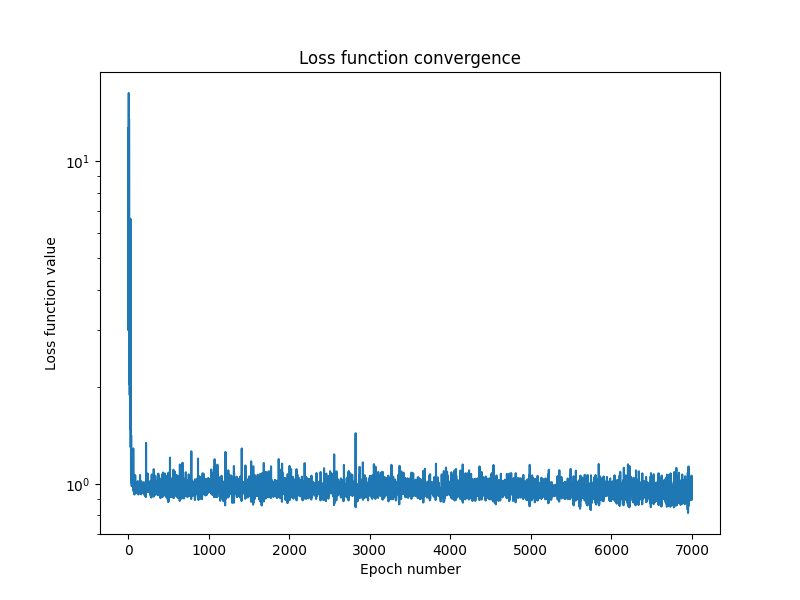 Loss function convergence
Loss function value
10¹
10⁰
0 1000 2000 3000 4000 5000 6000 7000
Epoch number